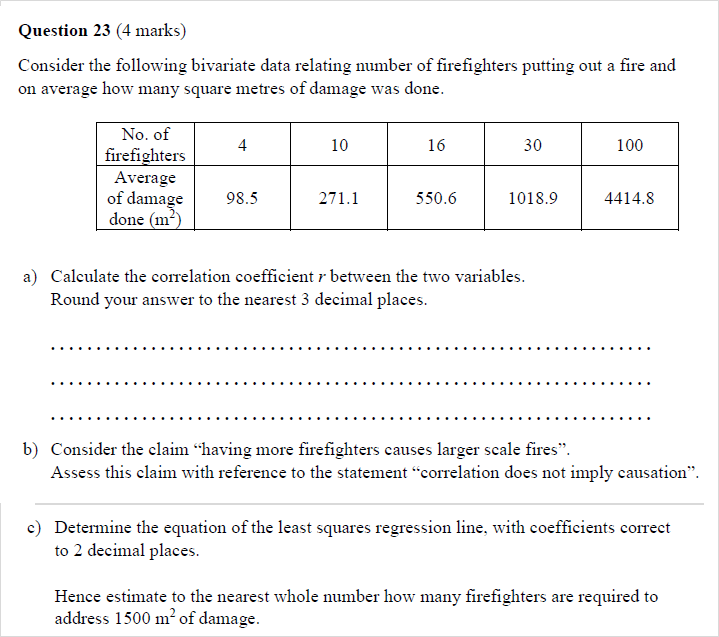 Question 23 (4 marks)
Consider the following bivariate data relating number of firefighters putting out a fire and
on average how many square metres of damage was done.
No. of
firefighters
4
10
16
30
100
Average
of damage
done (m²)
98.5
271.1
550.6
1018.9
4414.8
a) Calculate the correlation coefficient r between the two variables.
Round your answer to the nearest 3 decimal places.
b) Consider the claim “having more firefighters causes larger scale fires”.
Assess this claim with reference to the statement “correlation does not imply causation”.
c) Determine the equation of the least squares regression line, with coefficients correct
to 2 decimal places.
Hence estimate to the nearest whole number how many firefighters are required to
address 1500 m² of damage.